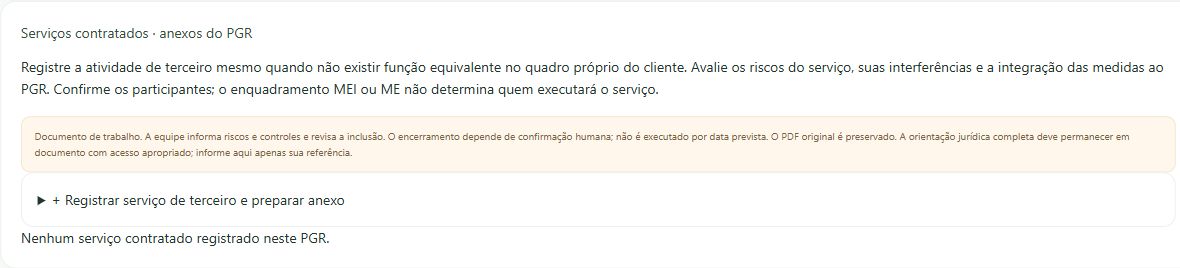 Serviços contratados · anexos do PGR
Registre a atividade de terceiro mesmo quando não existir função equivalente no quadro próprio do cliente. Avalie os riscos do serviço, suas interferências e a integração das medidas ao
PGR. Confirme os participantes; o enquadramento MEI ou ME não determina quem executará o serviço.
Documento de trabalho. A equipe informa riscos e controles e revisa a inclusão. O encerramento depende de confirmação humana; não é executado por data prevista. O PDF original é preservado. A orientação jurídica completa deve permanecer em
documento com acesso apropriado; informe aqui apenas sua referência.
▶ + Registrar serviço de terceiro e preparar anexo
Nenhum serviço contratado registrado neste PGR.